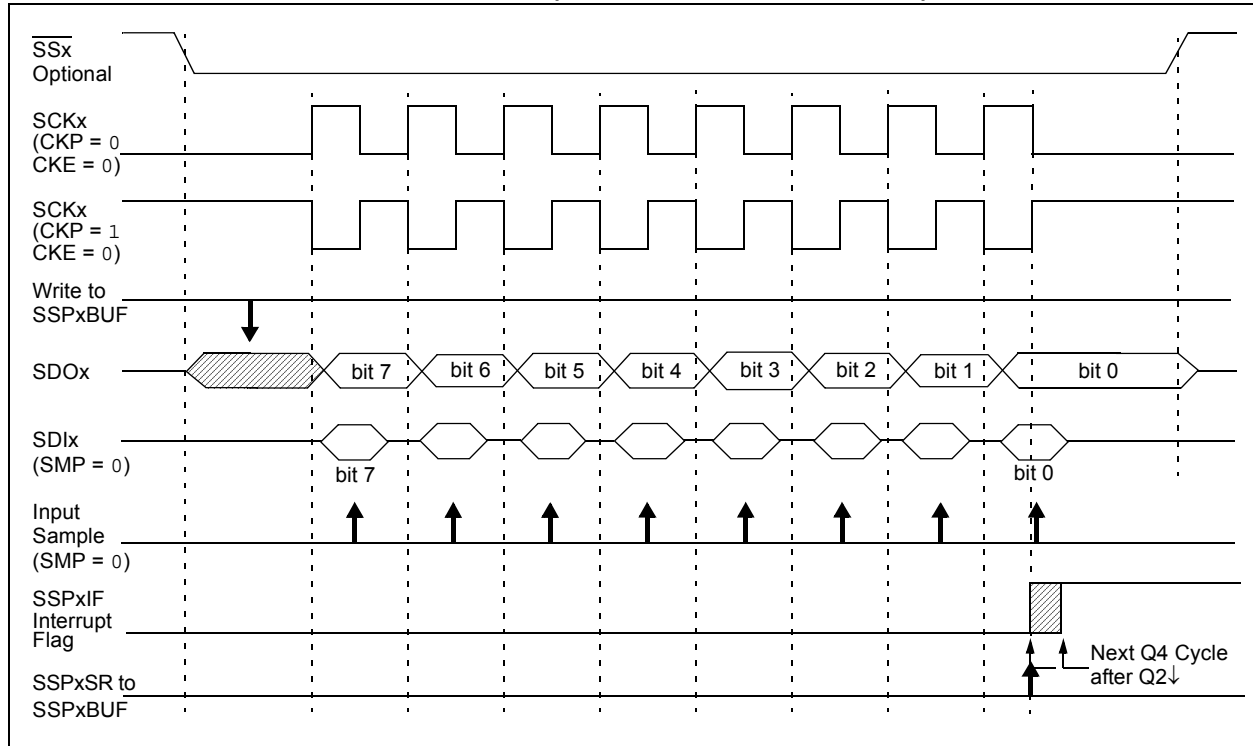 SSx
Optional
SCKx
(CKP = 0
CKE = 0)
SCKx
(CKP = 1
CKE = 0)
Write to
SSPxBUF
SDOx
bit 7
bit 6
bit 5
bit 4
bit 3
bit 2
bit 1
bit 0
SDIx
(SMP = 0)
bit 7
bit 0
Input
Sample
(SMP = 0)
SSPxIF
Interrupt
Flag
Next Q4 Cycle
after Q2↓
SSPxSR to
SSPxBUF